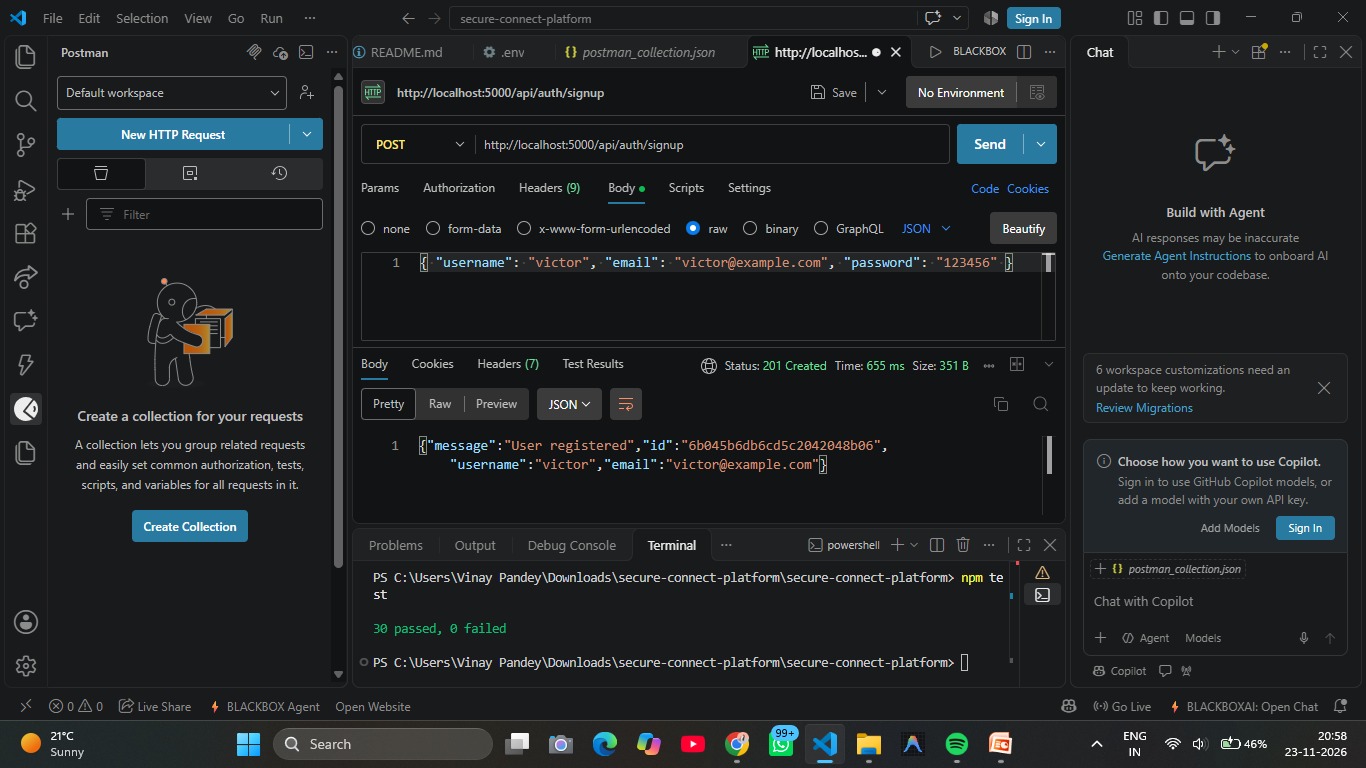 File Edit Selection View Go Run ···
secure-connect-platform
Sign In
Postman
Default workspace
New HTTP Request
Filter
Create a collection for your requests
A collection lets you group related requests
and easily set common authorization, tests,
scripts, and variables for all requests in it.
Create Collection
README.md .env {} postman_collection.json HTTP http://localhos... BLACKBOX
HTTP http://localhost:5000/api/auth/signup Save No Environment
POST http://localhost:5000/api/auth/signup Send
Params Authorization Headers (9) Body Scripts Settings Code Cookies
none form-data x-www-form-urlencoded raw binary GraphQL JSON Beautify
1 { "username": "victor", "email": "victor@example.com", "password": "123456" }
Body Cookies Headers (7) Test Results Status: 201 Created Time: 655 ms Size: 351 B
Pretty Raw Preview JSON
1 {"message":"User registered","id":"6b045b6db6cd5c2042048b06",
"username":"victor","email":"victor@example.com"}
Problems Output Debug Console Terminal ··· powershell
PS C:\Users\Vinay Pandey\Downloads\secure-connect-platform\secure-connect-platform> npm te
st
30 passed, 0 failed
PS C:\Users\Vinay Pandey\Downloads\secure-connect-platform\secure-connect-platform>
Chat
Build with Agent
AI responses may be inaccurate
Generate Agent Instructions to onboard AI
onto your codebase.
6 workspace customizations need an
update to keep working.
Review Migrations
Choose how you want to use Copilot.
Sign in to use GitHub Copilot models, or
add a model with your own API key.
Add Models Sign In
{} postman_collection.json
Chat with Copilot
Agent Models
Copilot
0 0 Live Share BLACKBOX Agent Open Website Go Live BLACKBOXAI: Open Chat
21°C
Sunny
Search
99+
ENG
IN
46%
20:58
23-11-2026